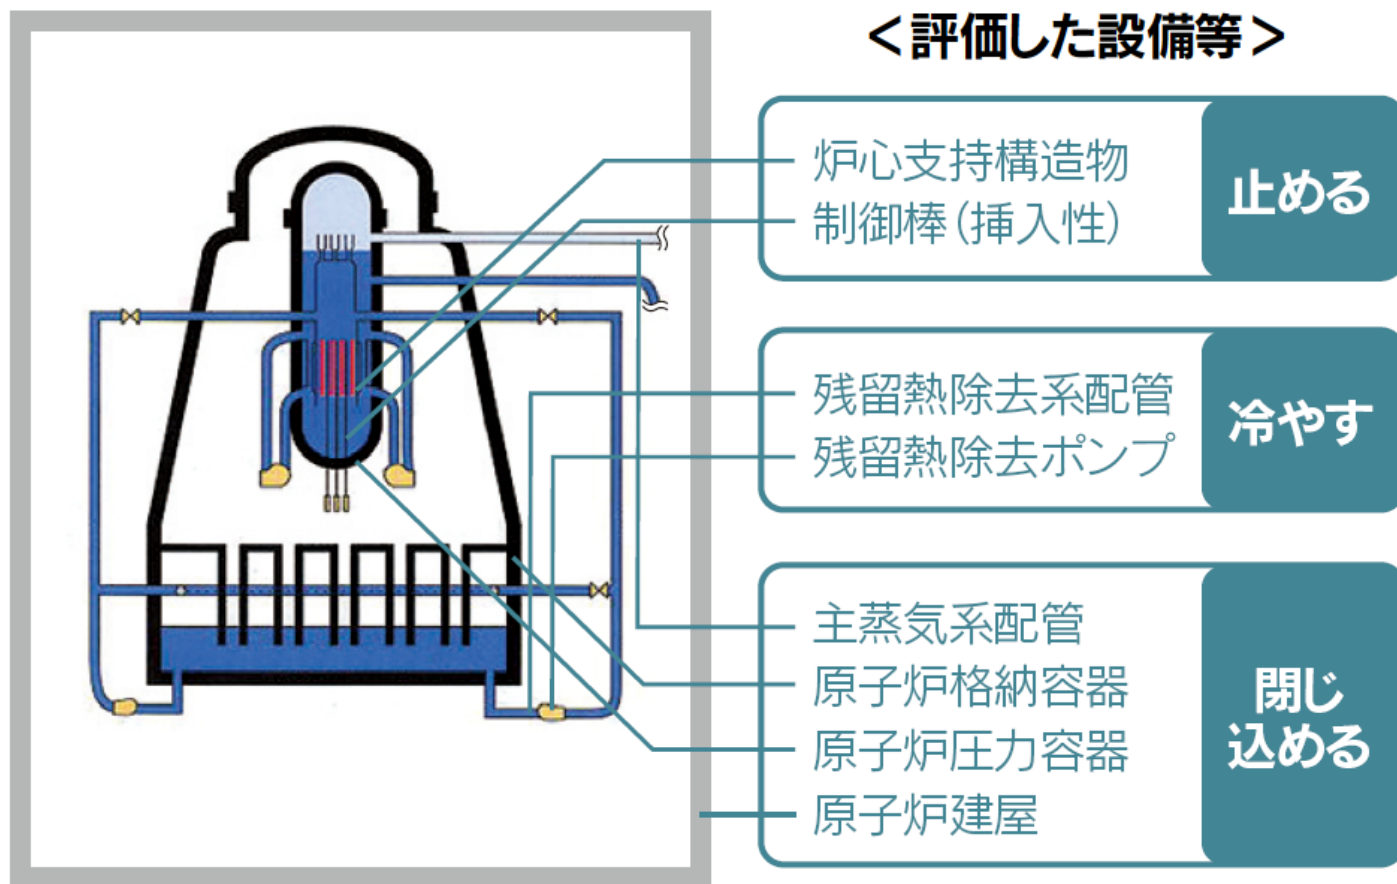 ＜評価した設備等＞
炉心支持構造物
制御棒（挿入性）
止める
残留熱除去系配管
残留熱除去ポンプ
冷やす
主蒸気系配管
原子炉格納容器
原子炉圧力容器
原子炉建屋
閉じ
込める